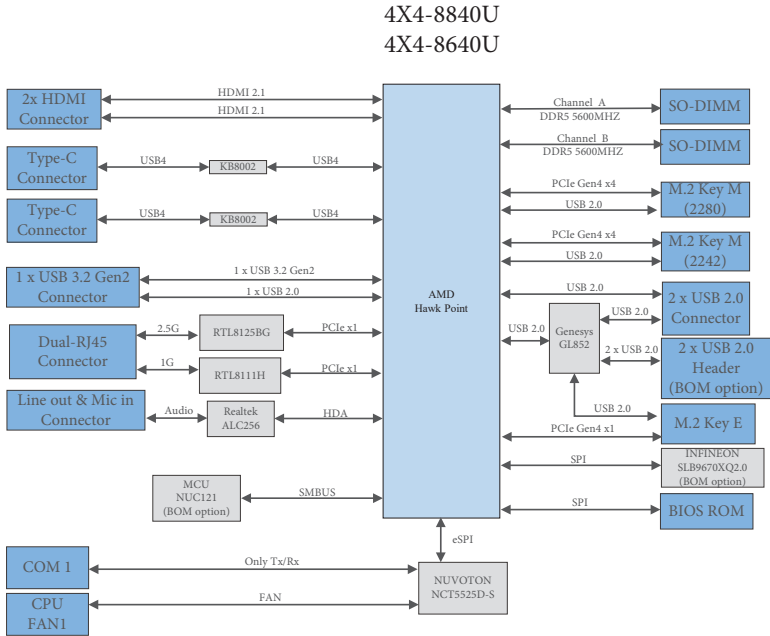 4X4-8840U
4X4-8640U
2x HDMI
Connector
HDMI 2.1
HDMI 2.1
Type-C
Connector
USB4
KB8002
USB4
Type-C
Connector
USB4
KB8002
USB4
1 x USB 3.2 Gen2
Connector
1 x USB 3.2 Gen2
1 x USB 2.0
Dual-RJ45
Connector
2.5G
RTL8125BG
PCIe x1
1G
RTL8111H
PCIe x1
Line out & Mic in
Connector
Audio
Realtek
ALC256
HDA
MCU
NUC121
(BOM option)
SMBUS
COM 1
Only Tx/Rx
CPU
FAN1
FAN
NUVOTON
NCT5525D-S
eSPI
AMD
Hawk Point
Channel A
DDR5 5600MHZ
SO-DIMM
Channel B
DDR5 5600MHZ
SO-DIMM
PCIe Gen4 x4
USB 2.0
M.2 Key M
(2280)
PCIe Gen4 x4
USB 2.0
M.2 Key M
(2242)
USB 2.0
USB 2.0
Genesys
GL852
USB 2.0
2 x USB 2.0
Connector
2 x USB 2.0
2 x USB 2.0
Header
(BOM option)
USB 2.0
PCIe Gen4 x1
M.2 Key E
SPI
INFINEON
SLB9670XQ2.0
(BOM option)
SPI
BIOS ROM